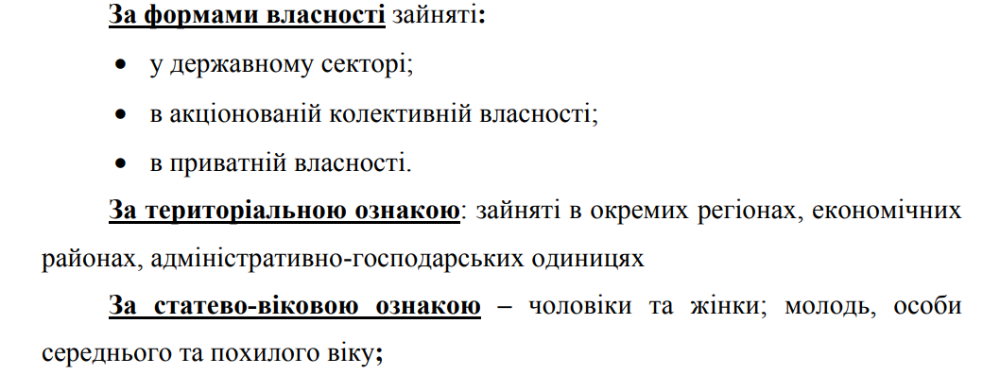 За формами власності зайняті:
• у державному секторі;
• в акціонованій колективній власності;
• в приватній власності.
За територіальною ознакою: зайняті в окремих регіонах, економічних
районах, адміністративно-господарських одиницях
За статево-віковою ознакою – чоловіки та жінки; молодь, особи
середнього та похилого віку;